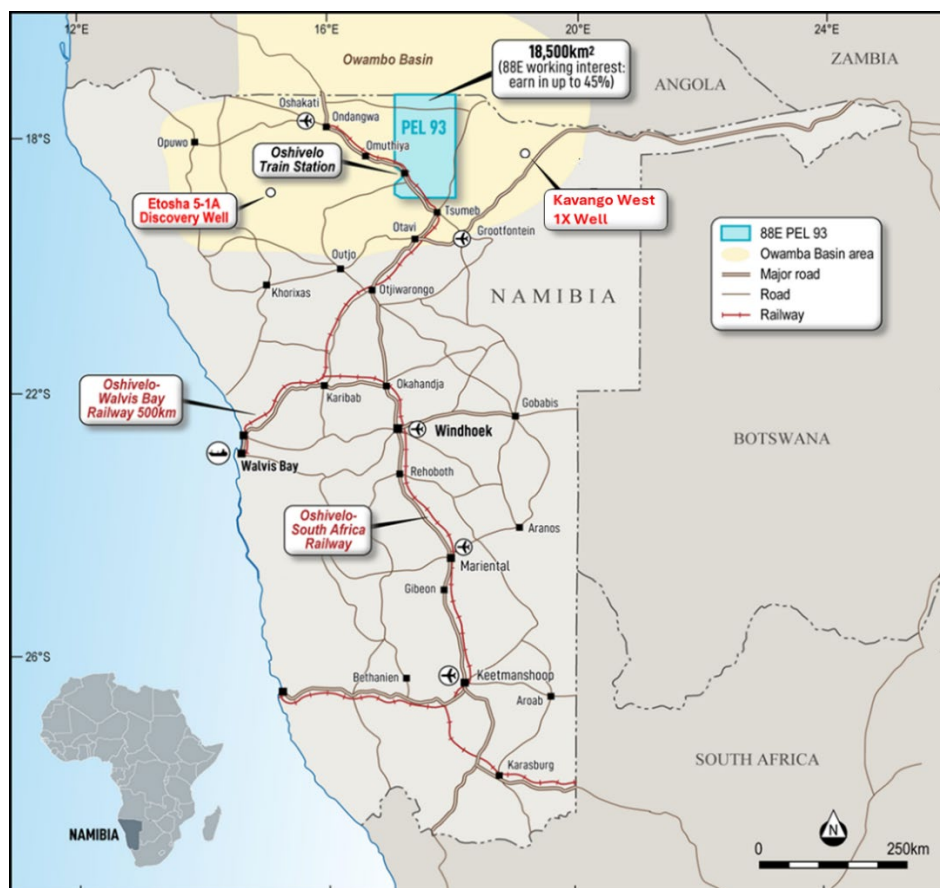 12°E
16°E
20°E
24°E
Owambo Basin
18,500km²
(88E working interest:
earn in up to 45%)
ZAMBIA
ANGOLA
Oshakati
Ondangwa
PEL 93
18°S
Opuwo
Omuthiya
Oshivelo
Train Station
Etosha 5-1A
Discovery Well
Kavango West
1X Well
Tsumeb
Otavi
Grootfontein
88E PEL 93
Owamba Basin area
Major road
Road
Railway
Outjo
Khorixas
Otjiwarongo
NAMIBIA
22°S
Oshivelo-
Walvis Bay
Railway 500km
Karibab
Okahandja
Gobabis
Windhoek
BOTSWANA
Walvis Bay
Rehoboth
Oshivelo-
South Africa
Railway
Aranos
Mariental
Gibeon
26°S
Bethanien
Keetmanshoop
Aroab
SOUTH AFRICA
Karasburg
NAMIBIA
N
0
250km